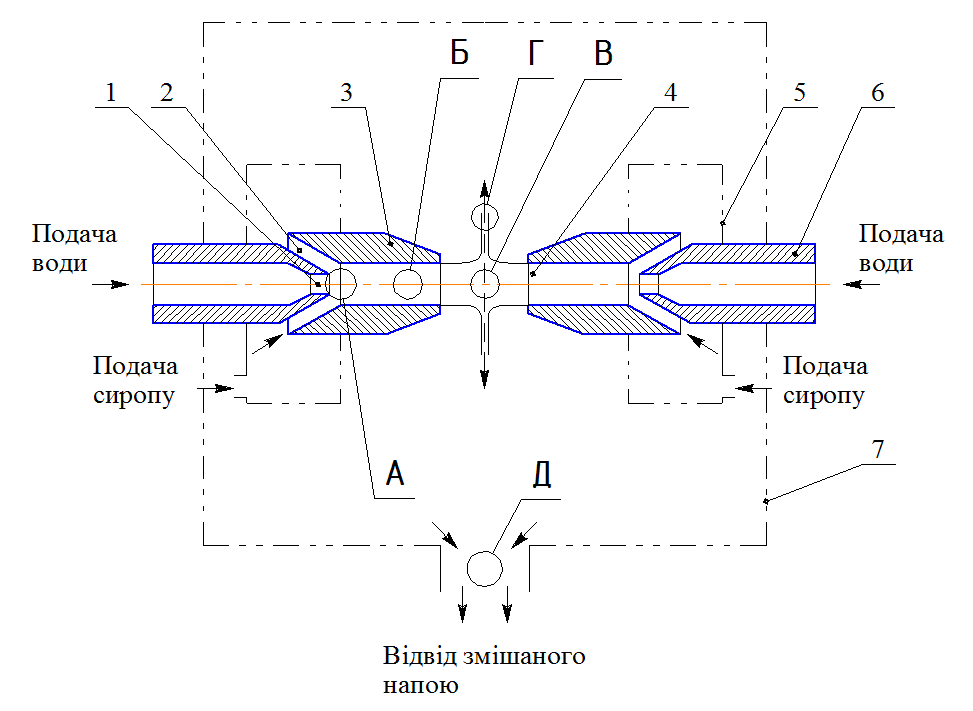 Б Г В
1 2 3 4 5 6
Подача
води
Подача
води
Подача
сиропу
Подача
сиропу
7
А Д
Відвід змішаного
напою